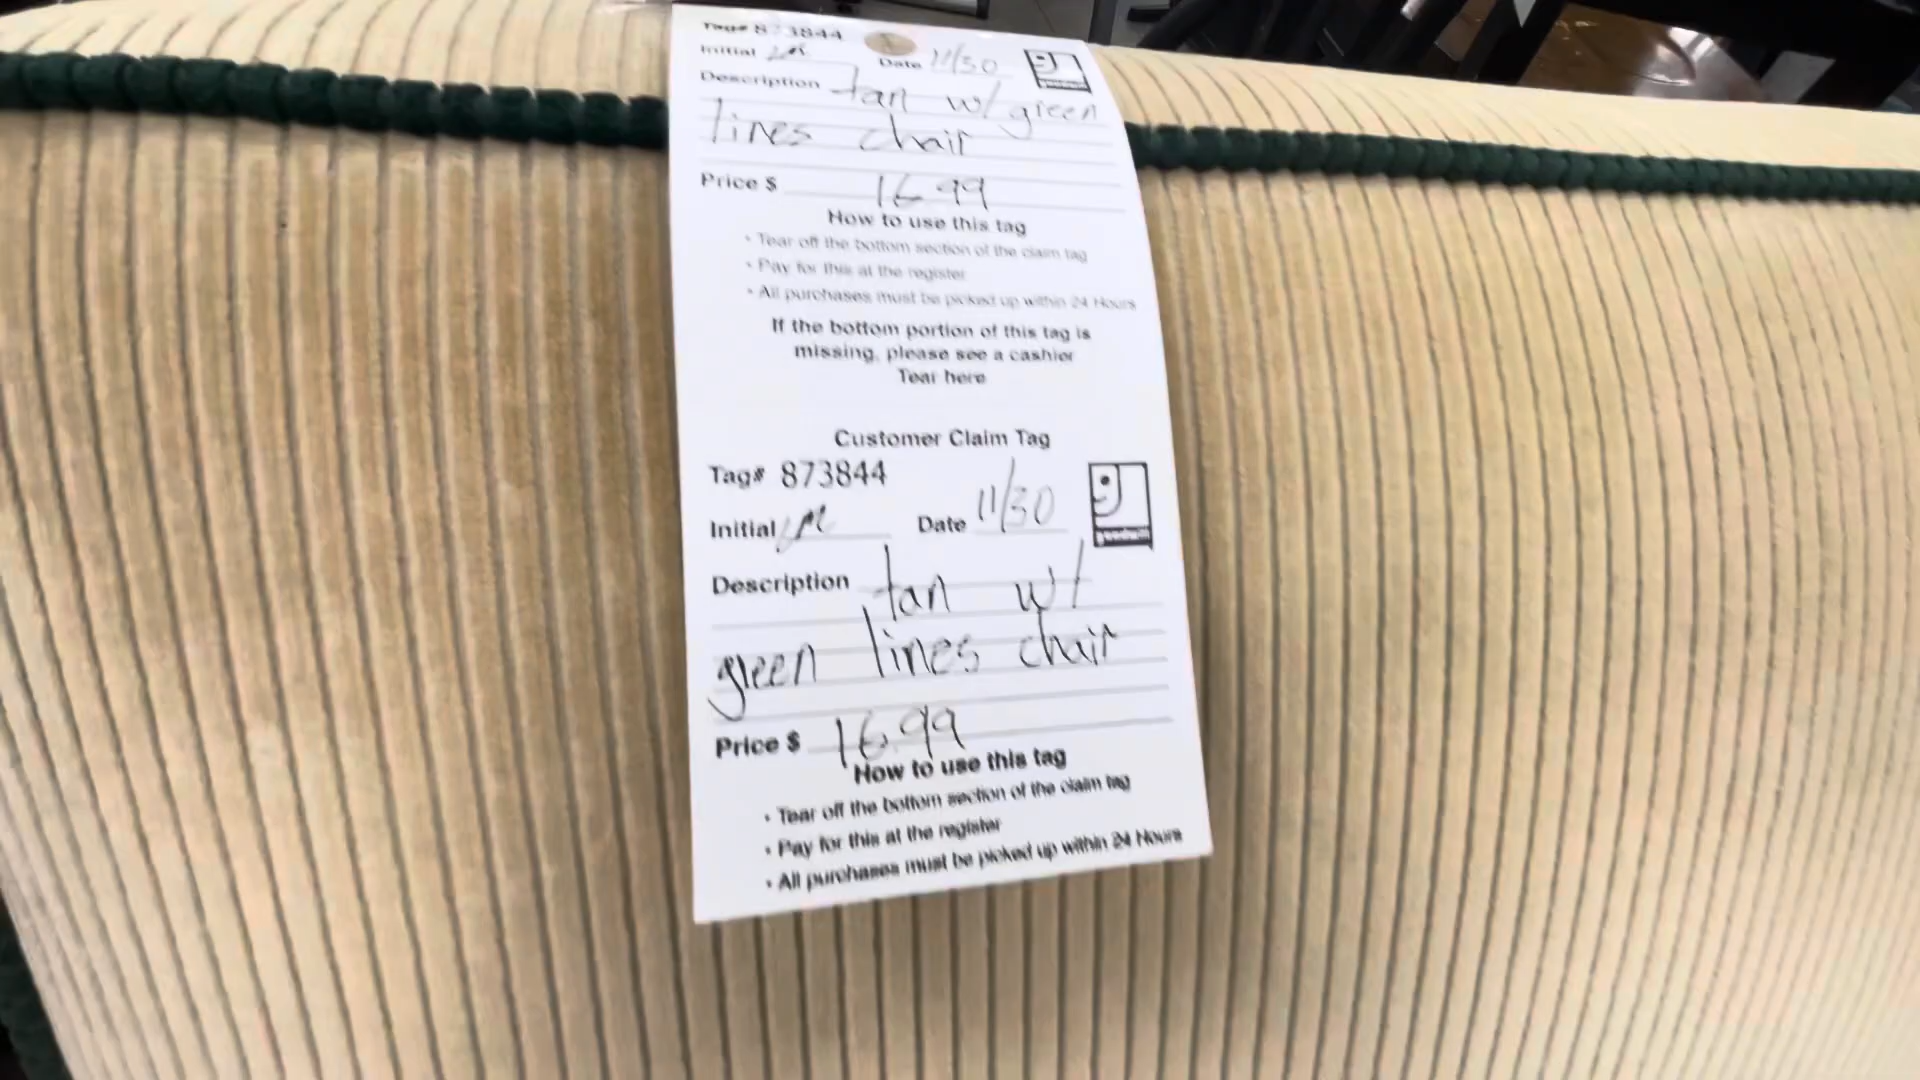 Tag# 873844
Initial
Date 11/30
Description tan w/ green
lines chair
Price $ 16.99
How to use this tag
• Tear off the bottom section of the claim tag
• Pay for this at the register
• All purchases must be picked up within 24 Hours
If the bottom portion of this tag is
missing, please see a cashier
Tear here
Customer Claim Tag
Tag# 873844
Initial
Date 11/30
goodwill
Description tan w/
green lines chair
Price $ 16.99
How to use this tag
• Tear off the bottom section of the claim tag
• Pay for this at the register
• All purchases must be picked up within 24 Hours